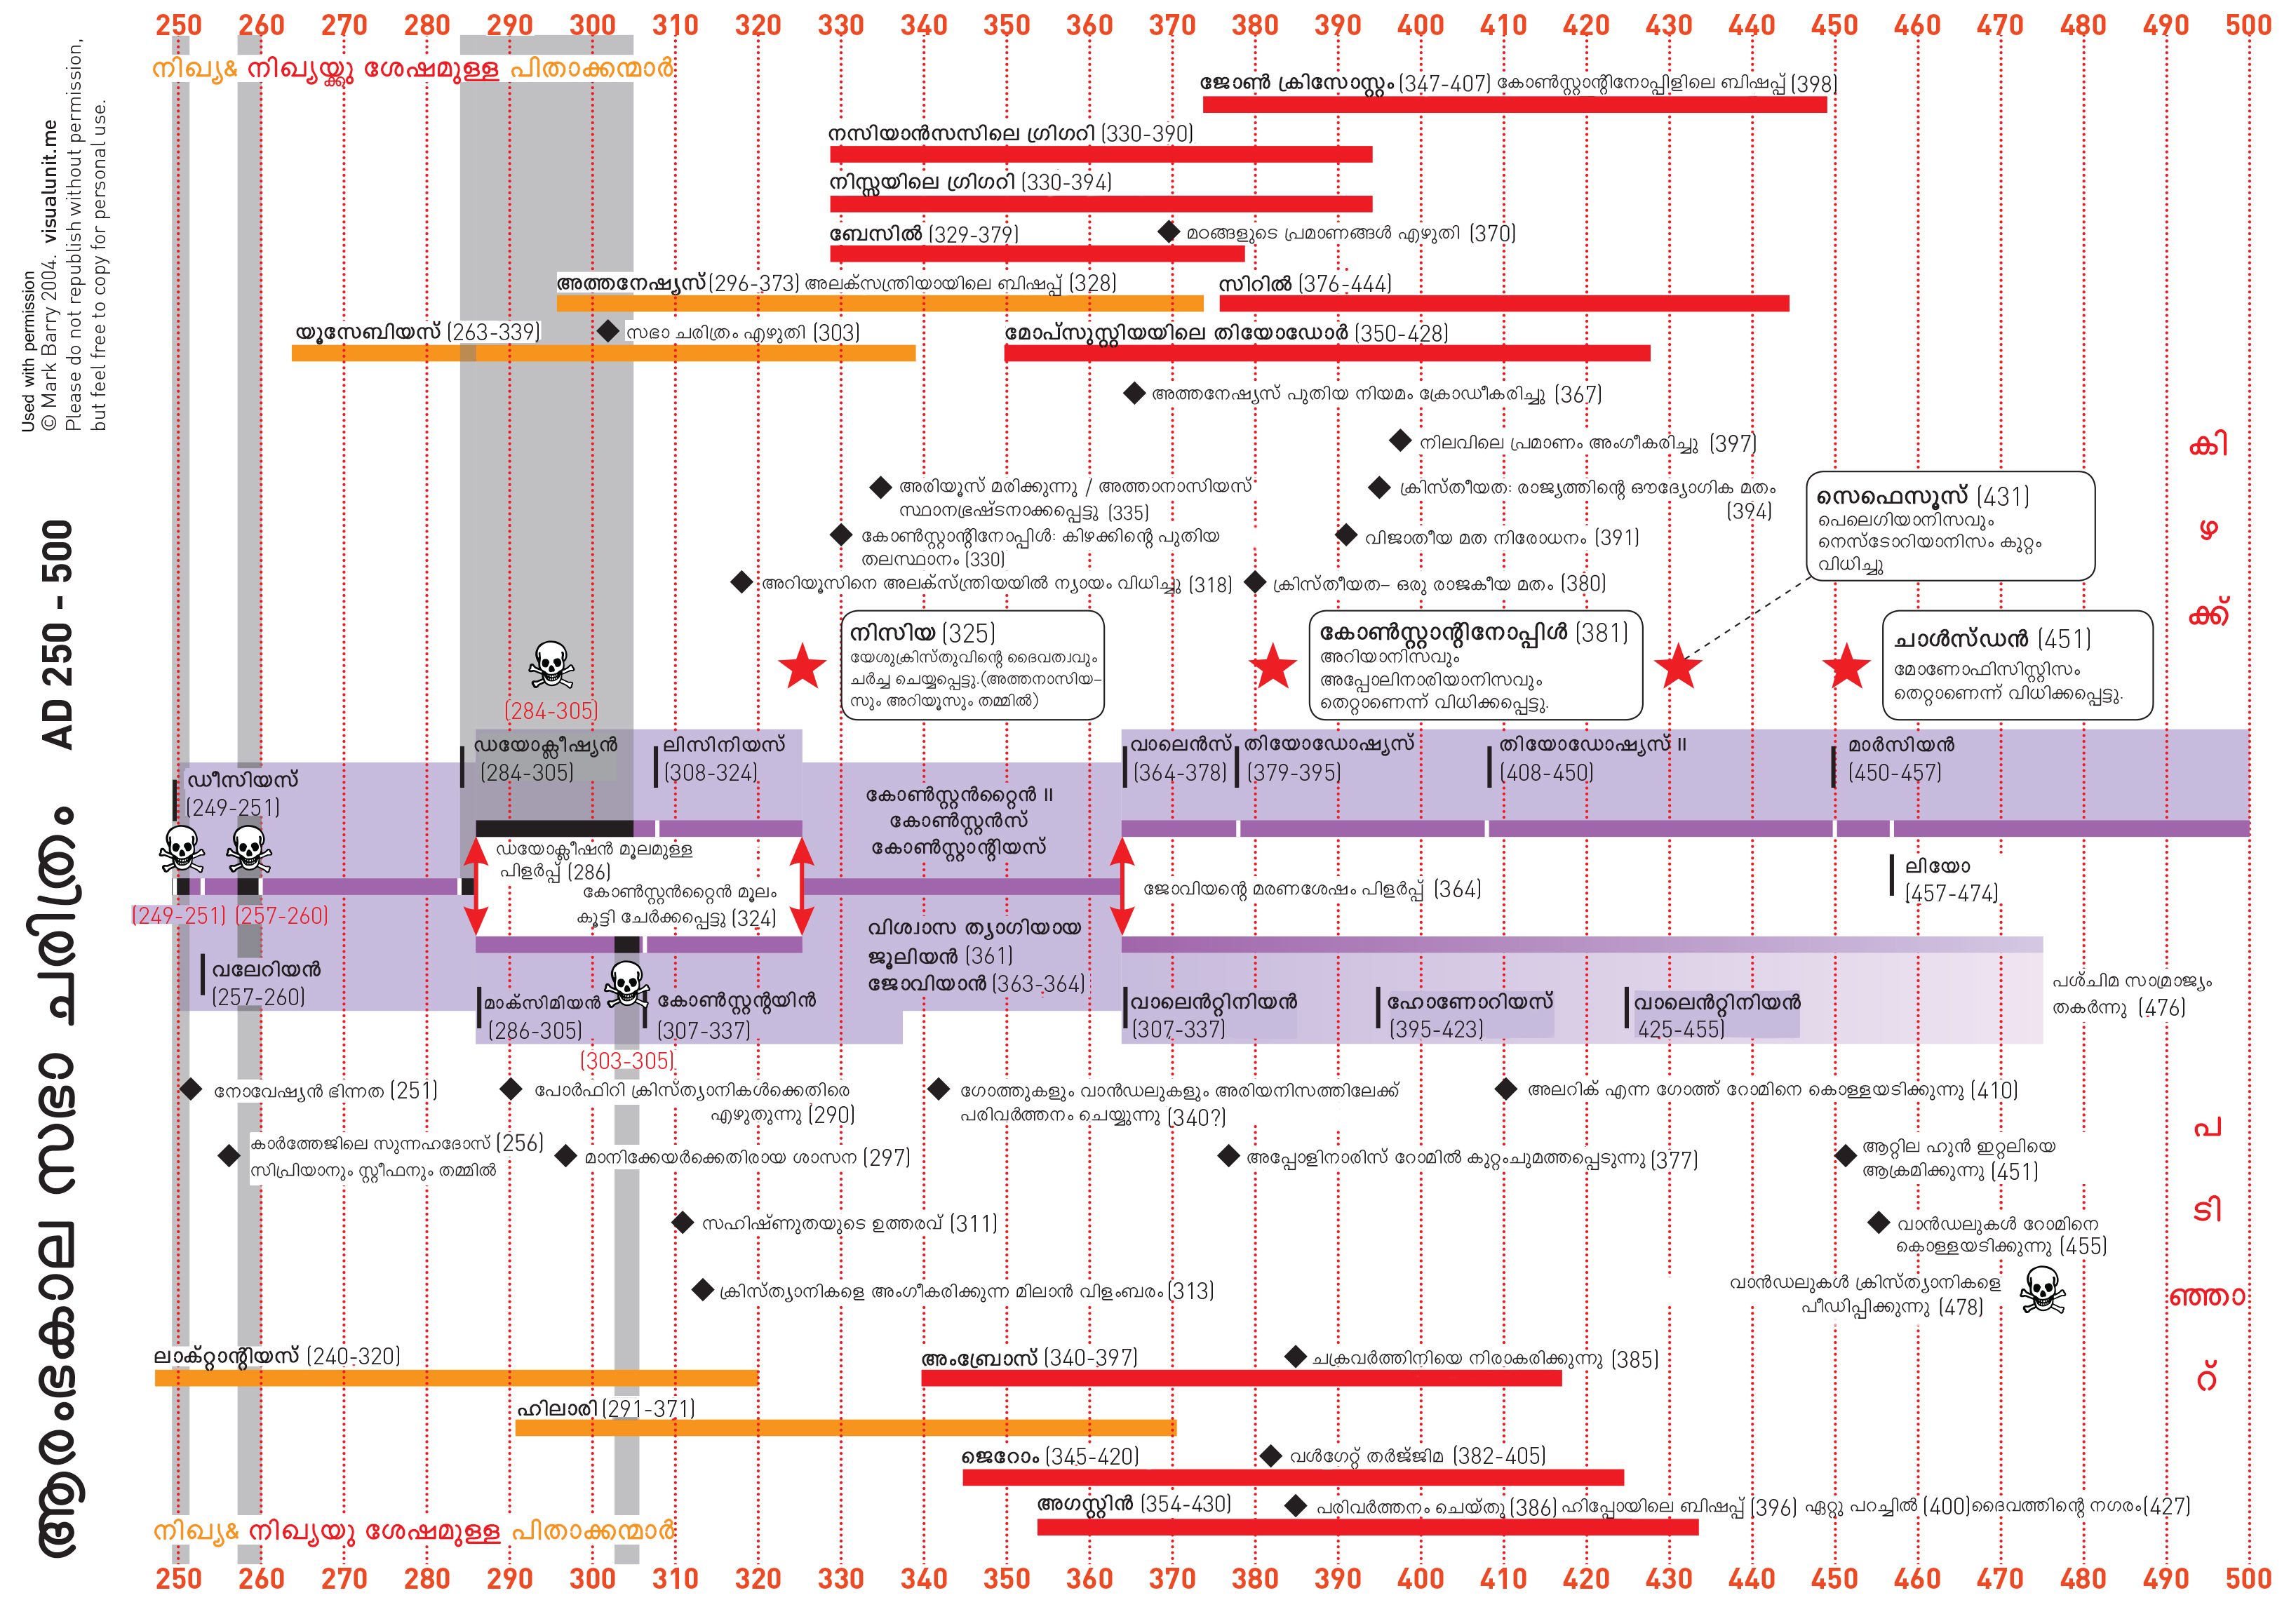 250 260 270 280 290 300 310 320 330 340 350 360 370 380 390 400 410 420 430 440 450 460 470 480 490 500
നിഖ്യ& നിഖ്യയ്ക്കു ശേഷമുള്ള പിതാക്കന്മാർ
Used with permission
© Mark Barry 2004. visualunit.me
Please do not republish without permission,
but feel free to copy for personal use.
ആരംഭകാല സഭാ ചരിത്രം AD 250 - 500
ജോൺ ക്രിസോസ്റ്റം (347-407) കോൺസ്റ്റാന്റിനോപ്പിളിലെ ബിഷപ്പ് (398)
നസിയാൻസസിലെ ഗ്രിഗറി (330-390)
നിസ്സയിലെ ഗ്രിഗറി (330-394)
ബേസിൽ (329-379)
മഠങ്ങളുടെ പ്രമാണങ്ങൾ എഴുതി (370)
അത്തനേഷ്യസ് (296-373) അലക്സന്ത്രിയായിലെ ബിഷപ്പ് (328)
സിറിൽ (376-444)
യൂസേബിയസ് (263-339)
സഭാ ചരിത്രം എഴുതി (303)
മോപ്സുസ്റ്റിയയിലെ തിയോഡോർ (350-428)
അത്തനേഷ്യസ് പുതിയ നിയമം ക്രോഡീകരിച്ചു (367)
നിലവിലെ പ്രമാണം അംഗീകരിച്ചു (397)
കി
ഴ
ക്ക്
അരിയൂസ് മരിക്കുന്നു / അത്താനാസിയസ്
സ്ഥാനഭ്രഷ്ടനാക്കപ്പെട്ടു (335)
ക്രിസ്തീയത: രാജ്യത്തിന്റെ ഔദ്യോഗിക മതം
(394)
കോൺസ്റ്റാന്റിനോപ്പിൾ: കിഴക്കിന്റെ പുതിയ
തലസ്ഥാനം (330)
വിജാതീയ മത നിരോധനം (391)
അറിയൂസിനെ അലക്സ്ന്ത്രിയയിൽ ന്യായം വിധിച്ചു (318)
ക്രിസ്തീയത– ഒരു രാജകീയ മതം (380)
സെഫെസൂസ് (431)
പെലെഗിയാനിസവും
നെസ്ടോറിയാനിസം കുറ്റം
വിധിച്ചു
നിസിയ (325)
യേശുക്രിസ്തുവിന്റെ ദൈവത്വവും
ചർച്ച ചെയ്യപ്പെട്ടു.(അത്തനാസിയ–
സും അറിയൂസും തമ്മിൽ)
കോൺസ്റ്റാന്റിനോപ്പിൾ (381)
അറിയാനിസവും
അപ്പോലിനാരിയാനിസവും
തെറ്റാണെന്ന് വിധിക്കപ്പെട്ടു.
ചാൾസ്ഡൻ (451)
മോണോഫിസിസ്റ്റിസം
തെറ്റാണെന്ന് വിധിക്കപ്പെട്ടു.
(284-305)
ഡീസിയസ്
(249-251)
ഡയോക്ലീഷ്യൻ
(284-305)
ലിസിനിയസ്
(308-324)
കോൺസ്റ്റൻറ്റൈൻ II
കോൺസ്റ്റൻസ്
കോൺസ്റ്റാന്റിയസ്
വാലെൻസ്
(364-378)
തിയോഡോഷ്യസ്
(379-395)
തിയോഡോഷ്യസ് II
(408-450)
മാർസിയൻ
(450-457)
ഡയോക്ലീഷൻ മൂലമുള്ള
പിളർപ്പ് (286)
കോൺസ്റ്റൻറ്റൈൻ മൂലം
കൂട്ടി ചേർക്കപ്പെട്ടു (324)
ജോവിയന്റെ മരണശേഷം പിളർപ്പ് (364)
ലിയോ
(457-474)
(249-251) (257-260)
വലേറിയൻ
(257-260)
വിശ്വാസ ത്യാഗിയായ
ജൂലിയൻ (361)
ജോവിയാൻ (363-364)
മാക്സിമിയൻ
(286-305)
കോൺസ്റ്റന്റയിൻ
(307-337)
(303-305)
വാലെൻറ്റിനിയൻ
(307-337)
ഹോണോറിയസ്
(395-423)
വാലെൻറ്റിനിയൻ
425-455)
പശ്ചിമ സാമ്രാജ്യം
തകർന്നു (476)
നോവേഷ്യൻ ഭിന്നത (251)
പോർഫിറി ക്രിസ്ത്യാനികൾക്കെതിരെ
എഴുതുന്നു (290)
ഗോത്തുകളും വാൻഡലുകളും അരിയനിസത്തിലേക്ക്
പരിവർത്തനം ചെയ്യുന്നു (340?)
അലറിക് എന്ന ഗോത്ത് റോമിനെ കൊള്ളയടിക്കുന്നു (410)
കാർത്തേജിലെ സുന്നഹദോസ് (256)
സിപ്രിയാനും സ്റ്റീഫനും തമ്മിൽ
മാനിക്കേയർക്കെതിരായ ശാസന (297)
അപ്പോളിനാരിസ് റോമിൽ കുറ്റംചുമത്തപ്പെടുന്നു (377)
ആറ്റില ഹുൻ ഇറ്റലിയെ
ആക്രമിക്കുന്നു (451)
പ
ടി
ഞ്ഞാ
റ്
സഹിഷ്ണുതയുടെ ഉത്തരവ് (311)
വാൻഡലുകൾ റോമിനെ
കൊള്ളയടിക്കുന്നു (455)
ക്രിസ്ത്യാനികളെ അംഗീകരിക്കുന്ന മിലാൻ വിളംബരം (313)
വാൻഡലുകൾ ക്രിസ്ത്യാനികളെ
പീഡിപ്പിക്കുന്നു (478)
ലാക്റ്റാന്റിയസ് (240-320)
അംബ്രോസ് (340-397)
ചക്രവർത്തിനിയെ നിരാകരിക്കുന്നു (385)
ഹിലാരി (291-371)
ജെറോം (345-420)
വൾഗേറ്റ് തർജ്ജിമ (382-405)
അഗസ്റ്റിൻ (354-430)
പരിവർത്തനം ചെയ്തു (386) ഹിപ്പോയിലെ ബിഷപ്പ് (396) ഏറ്റു പറച്ചിൽ (400)ദൈവത്തിന്റെ നഗരം(427)
നിഖ്യ& നിഖ്യയു ശേഷമുള്ള പിതാക്കന്മാർ
250 260 270 280 290 300 310 320 330 340 350 360 370 380 390 400 410 420 430 440 450 460 470 480 490 500